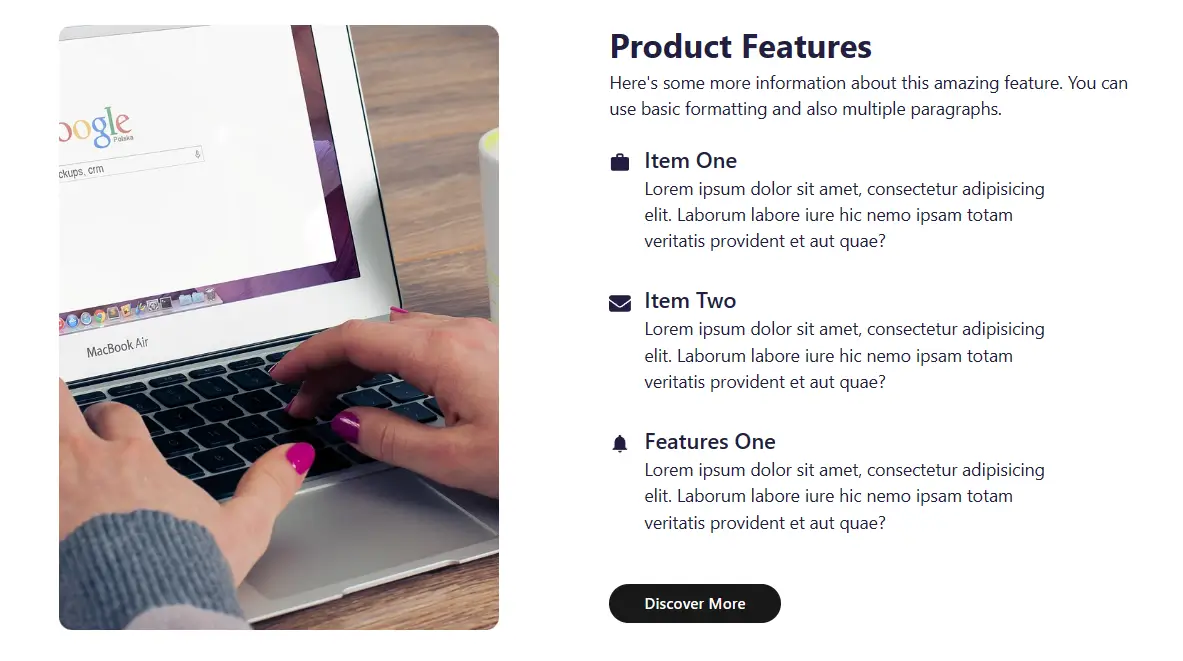 oogle
Polska
ckups, crm
MacBook Air
Product Features
Here's some more information about this amazing feature. You can
use basic formatting and also multiple paragraphs.
Item One
Lorem ipsum dolor sit amet, consectetur adipisicing
elit. Laborum labore iure hic nemo ipsam totam
veritatis provident et aut quae?
Item Two
Lorem ipsum dolor sit amet, consectetur adipisicing
elit. Laborum labore iure hic nemo ipsam totam
veritatis provident et aut quae?
Features One
Lorem ipsum dolor sit amet, consectetur adipisicing
elit. Laborum labore iure hic nemo ipsam totam
veritatis provident et aut quae?
Discover More